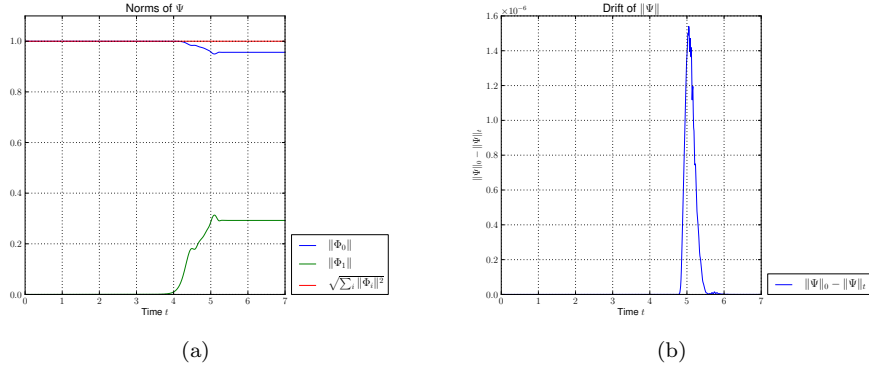 Norms of Ψ
1.0
0.8
0.6
0.4
0.2
0.0
0 1 2 3 4 5 6 7
Time t
‖Φ₀‖
‖Φ₁‖
√∑ᵢ ‖Φᵢ‖²
(a)
Drift of ‖Ψ‖
1.6 ×10⁻⁶
1.4
1.2
1.0
0.8
0.6
0.4
0.2
0.0
‖Ψ‖₀ − ‖Ψ‖ₜ
0 1 2 3 4 5 6 7
Time t
‖Ψ‖₀ − ‖Ψ‖ₜ
(b)